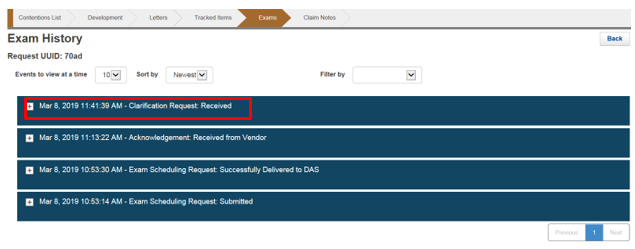 Contentions List Development Letters Tracked Items Exams Claim Notes
Exam History
Back
Request UUID: 70ad
Events to view at a time 10 Sort by Newest Filter by
Mar 8, 2019 11:41:39 AM - Clarification Request: Received
Mar 8, 2019 11:13:22 AM - Acknowledgement: Received from Vendor
Mar 8, 2019 10:53:30 AM - Exam Scheduling Request: Successfully Delivered to DAS
Mar 8, 2019 10:53:14 AM - Exam Scheduling Request: Submitted
Previous 1 Next